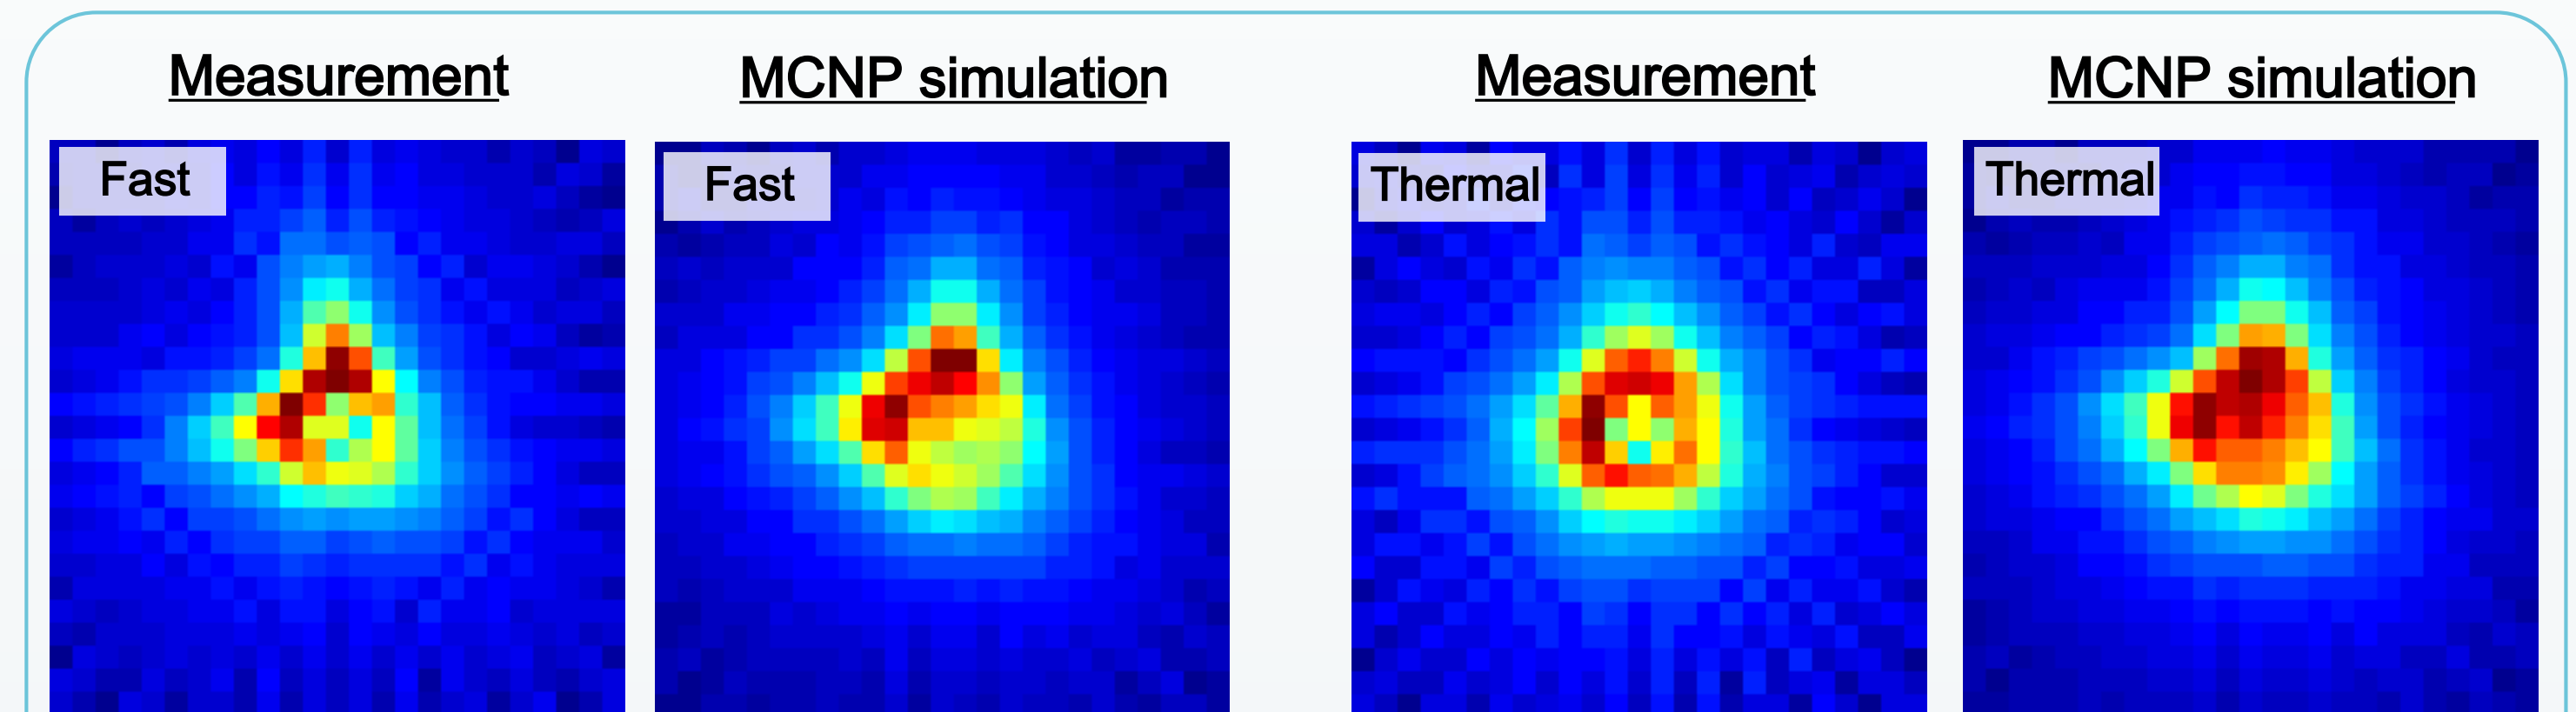 Measurement
MCNP simulation
Measurement
MCNP simulation
Fast
Fast
Thermal
Thermal